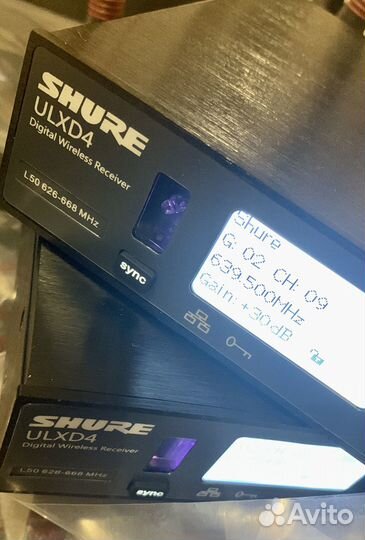 SHURE
ULXD4
Digital Wireless Receiver
L50 626-668 MHz
sync
Shure
G: 02 CH: 09
639.500MHz
Gain: +30dB
SHURE
ULXD4
Digital Wireless Receiver
L50 626-668 MHz
sync
Avito